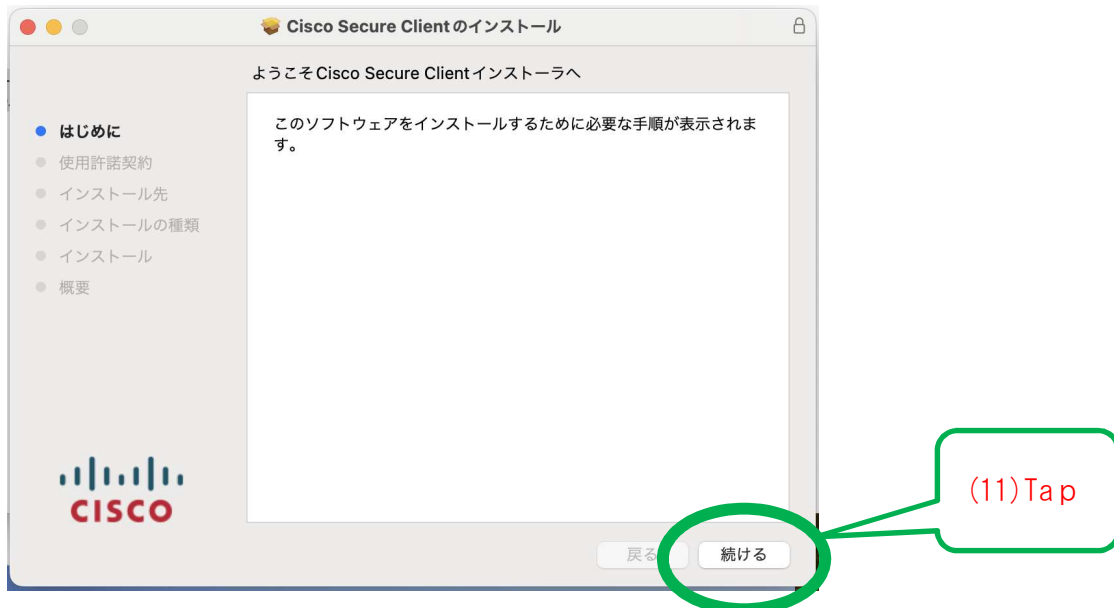 Cisco Secure Clientのインストール
ようこそCisco Secure Clientインストーラへ
はじめに
使用許諾契約
インストール先
インストールの種類
インストール
概要
このソフトウェアをインストールするために必要な手順が表示されま
す。
CISCO
戻る
続ける
(11)Tap